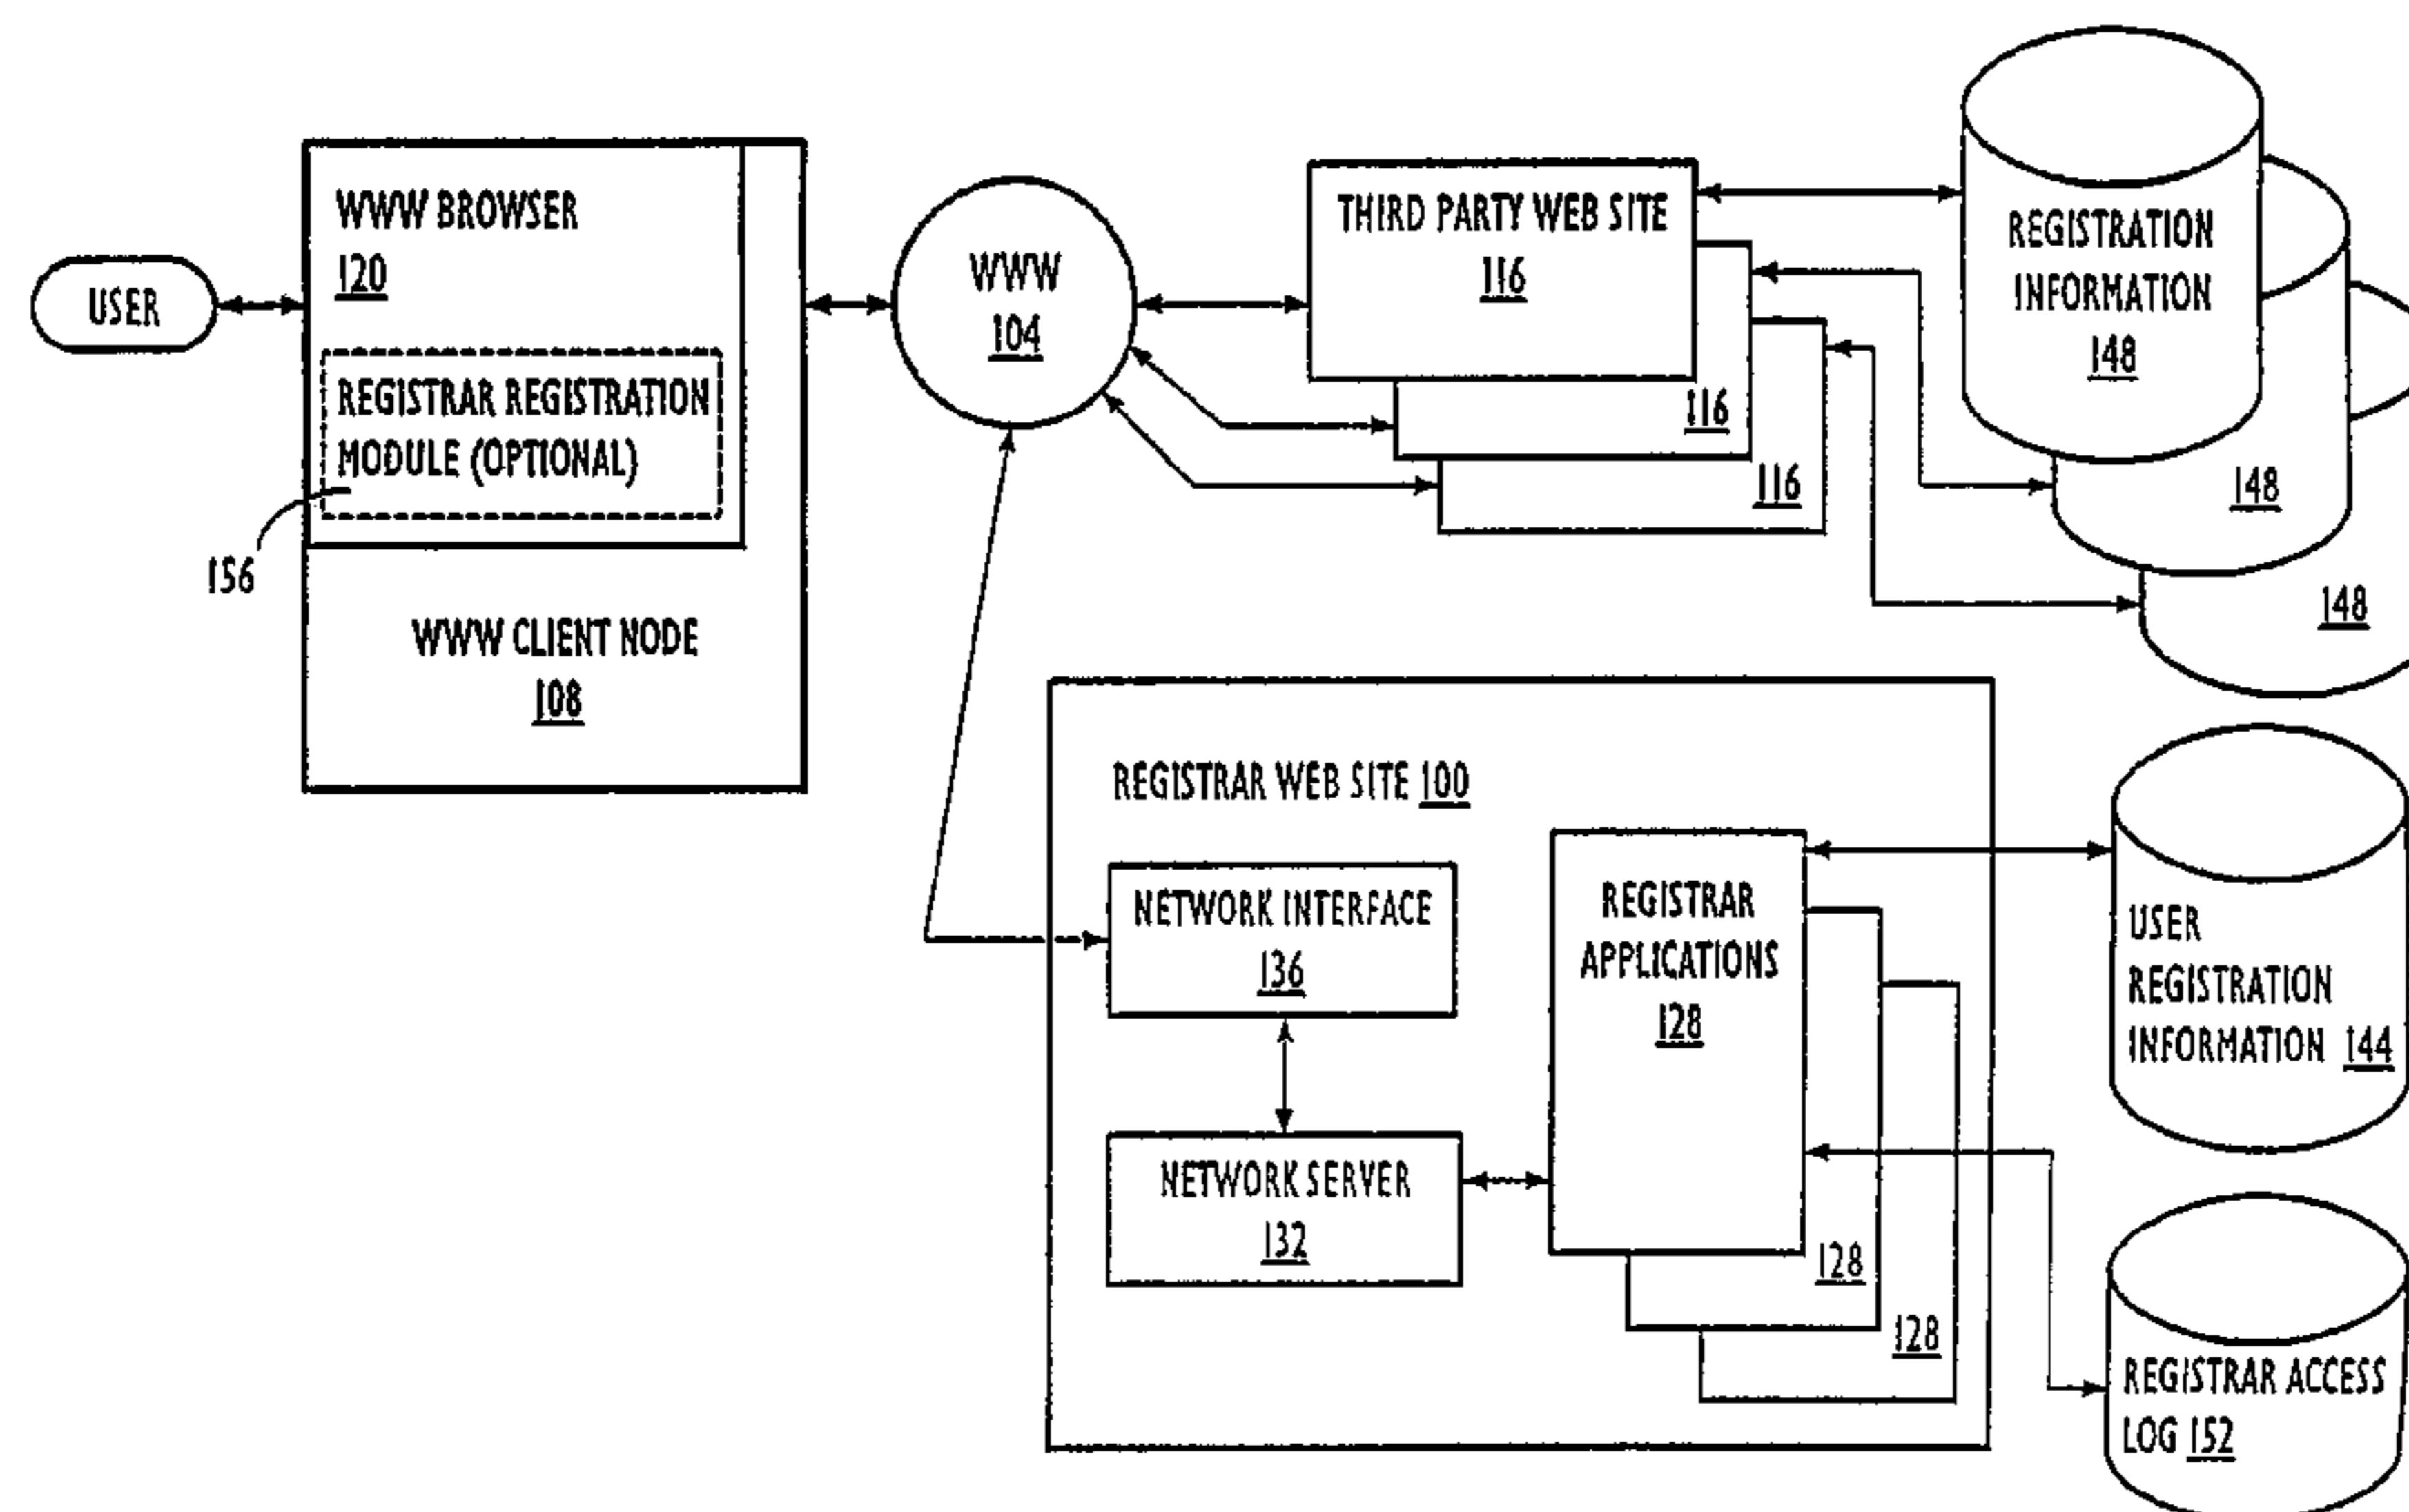 USER
WWW BROWSER
120
REGISTRAR REGISTRATION
MODULE (OPTIONAL)
156
WWW CLIENT NODE
108
WWW
104
THIRD PARTY WEB SITE
116
116
116
REGISTRATION
INFORMATION
148
148
148
REGISTRAR WEB SITE 100
NETWORK INTERFACE
136
NETWORK SERVER
132
REGISTRAR
APPLICATIONS
128
128
128
USER
REGISTRATION
INFORMATION 144
REGISTRAR ACCESS
LOG 152